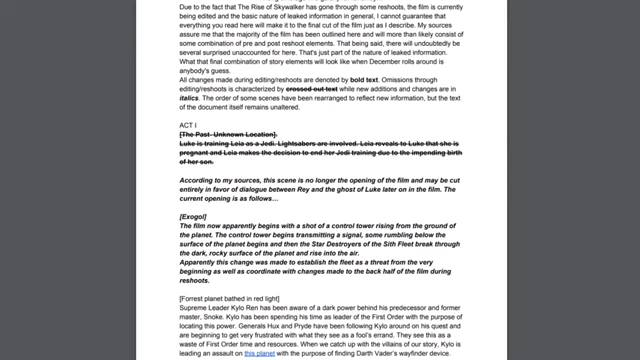 Due to the fact that The Rise of Skywalker has gone through some reshoots, the film is currently
being edited and the basic nature of leaked information in general, I cannot guarantee that
everything you read here will make it to the final cut of the film just as I describe. My sources
assure me that the majority of the film has been outlined here and will more than likely consist of
some combination of pre and post reshoot elements. That being said, there will undoubtedly be
several surprised unaccounted for here. That's just part of the nature of leaked information.
What that final combination of story elements will look like when December rolls around is
anybody's guess.
All changes made during editing/reshoots are denoted by bold text. Omissions through
editing/reshoots is characterized by crossed out text while new additions and changes are in
italics. The order of some scenes have been rearranged to reflect new information, but the text
of the document itself remains unaltered.
ACT I
[The Past- Unknown Location].
Luke is training Leia as a Jedi. Lightsabers are involved. Leia reveals to Luke that she is
pregnant and Leia makes the decision to end her Jedi training due to the impending birth
of her son.
According to my sources, this scene is no longer the opening of the film and may be cut
entirely in favor of dialogue between Rey and the ghost of Luke later on in the film. The
current opening is as follows…
[Exogol]
The film now apparently begins with a shot of a control tower rising from the ground of
the planet. The control tower begins transmitting a signal, some rumbling below the
surface of the planet begins and then the Star Destroyers of the Sith Fleet break through
the dark, rocky surface of the planet and rise into the air.
Apparently this change was made to establish the fleet as a threat from the very
beginning as well as coordinate with changes made to the back half of the film during
reshoots.
[Forrest planet bathed in red light]
Supreme Leader Kylo Ren has been aware of a dark power behind his predecessor and former
master, Snoke. Kylo has been spending his time as leader of the First Order with the purpose of
locating this power. Generals Hux and Pryde have been following Kylo around on his quest and
are beginning to get very frustrated with what they see as a fool's errand. They see this as a
waste of First Order time and resources. When we catch up with the villains of our story, Kylo is
leading an assault on this planet with the purpose of finding Darth Vader's wayfinder device.